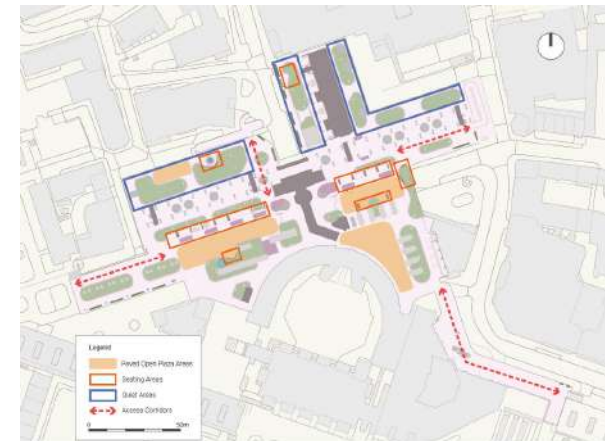 Legend
Paved Open Plaza Areas
Seating Areas
Quiet Areas
Access Corridors
0 50m